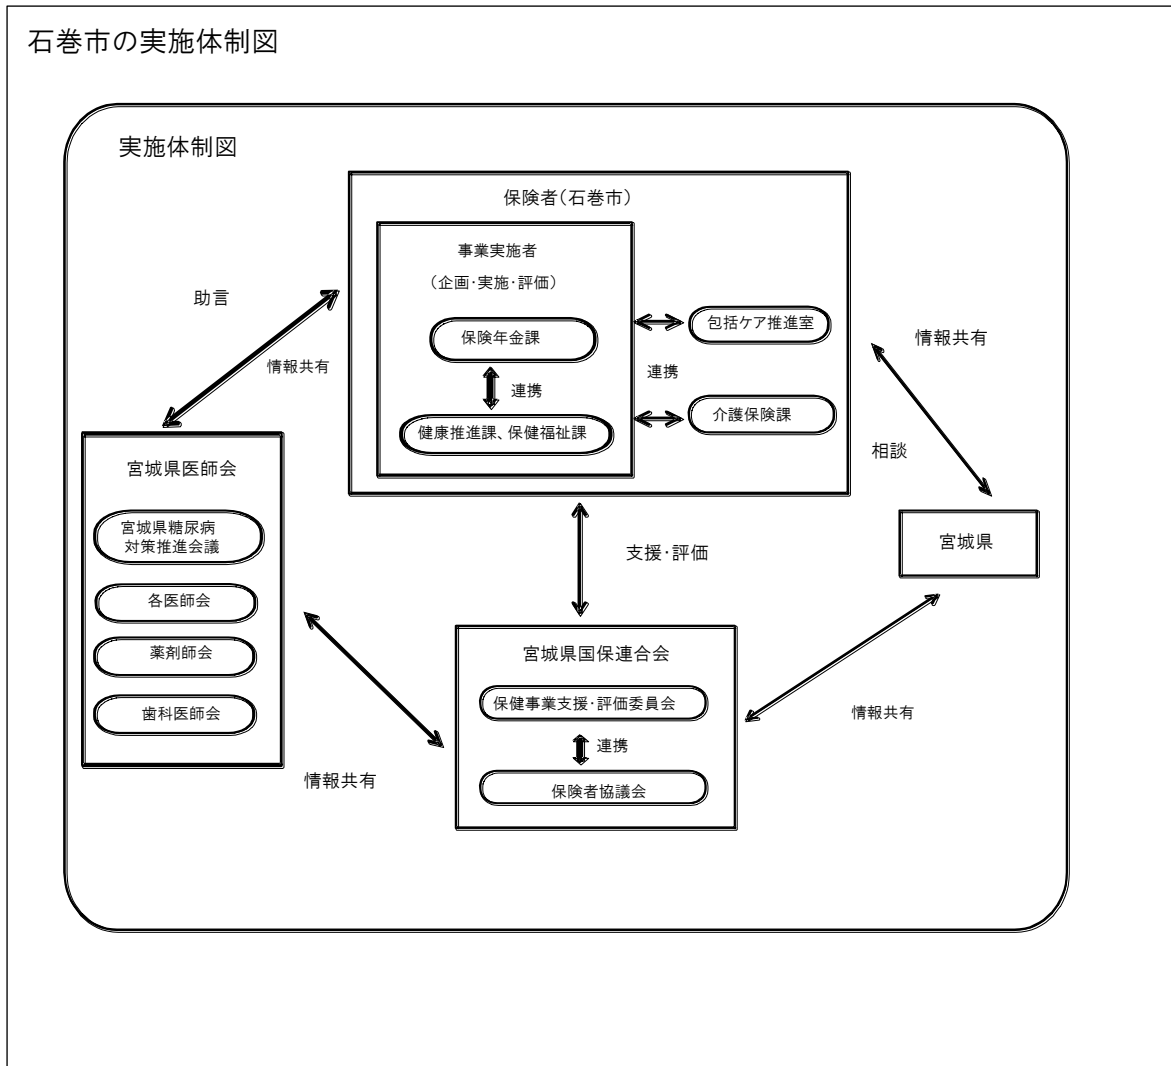 石巻市の実施体制図
実施体制図
保険者(石巻市)
事業実施者
(企画・実施・評価)
保険年金課
連携
健康推進課、保健福祉課
包括ケア推進室
連携
介護保険課
助言
情報共有
情報共有
相談
宮城県医師会
宮城県糖尿病
対策推進会議
各医師会
薬剤師会
歯科医師会
支援・評価
宮城県
宮城県国保連合会
保健事業支援・評価委員会
連携
保険者協議会
情報共有
情報共有